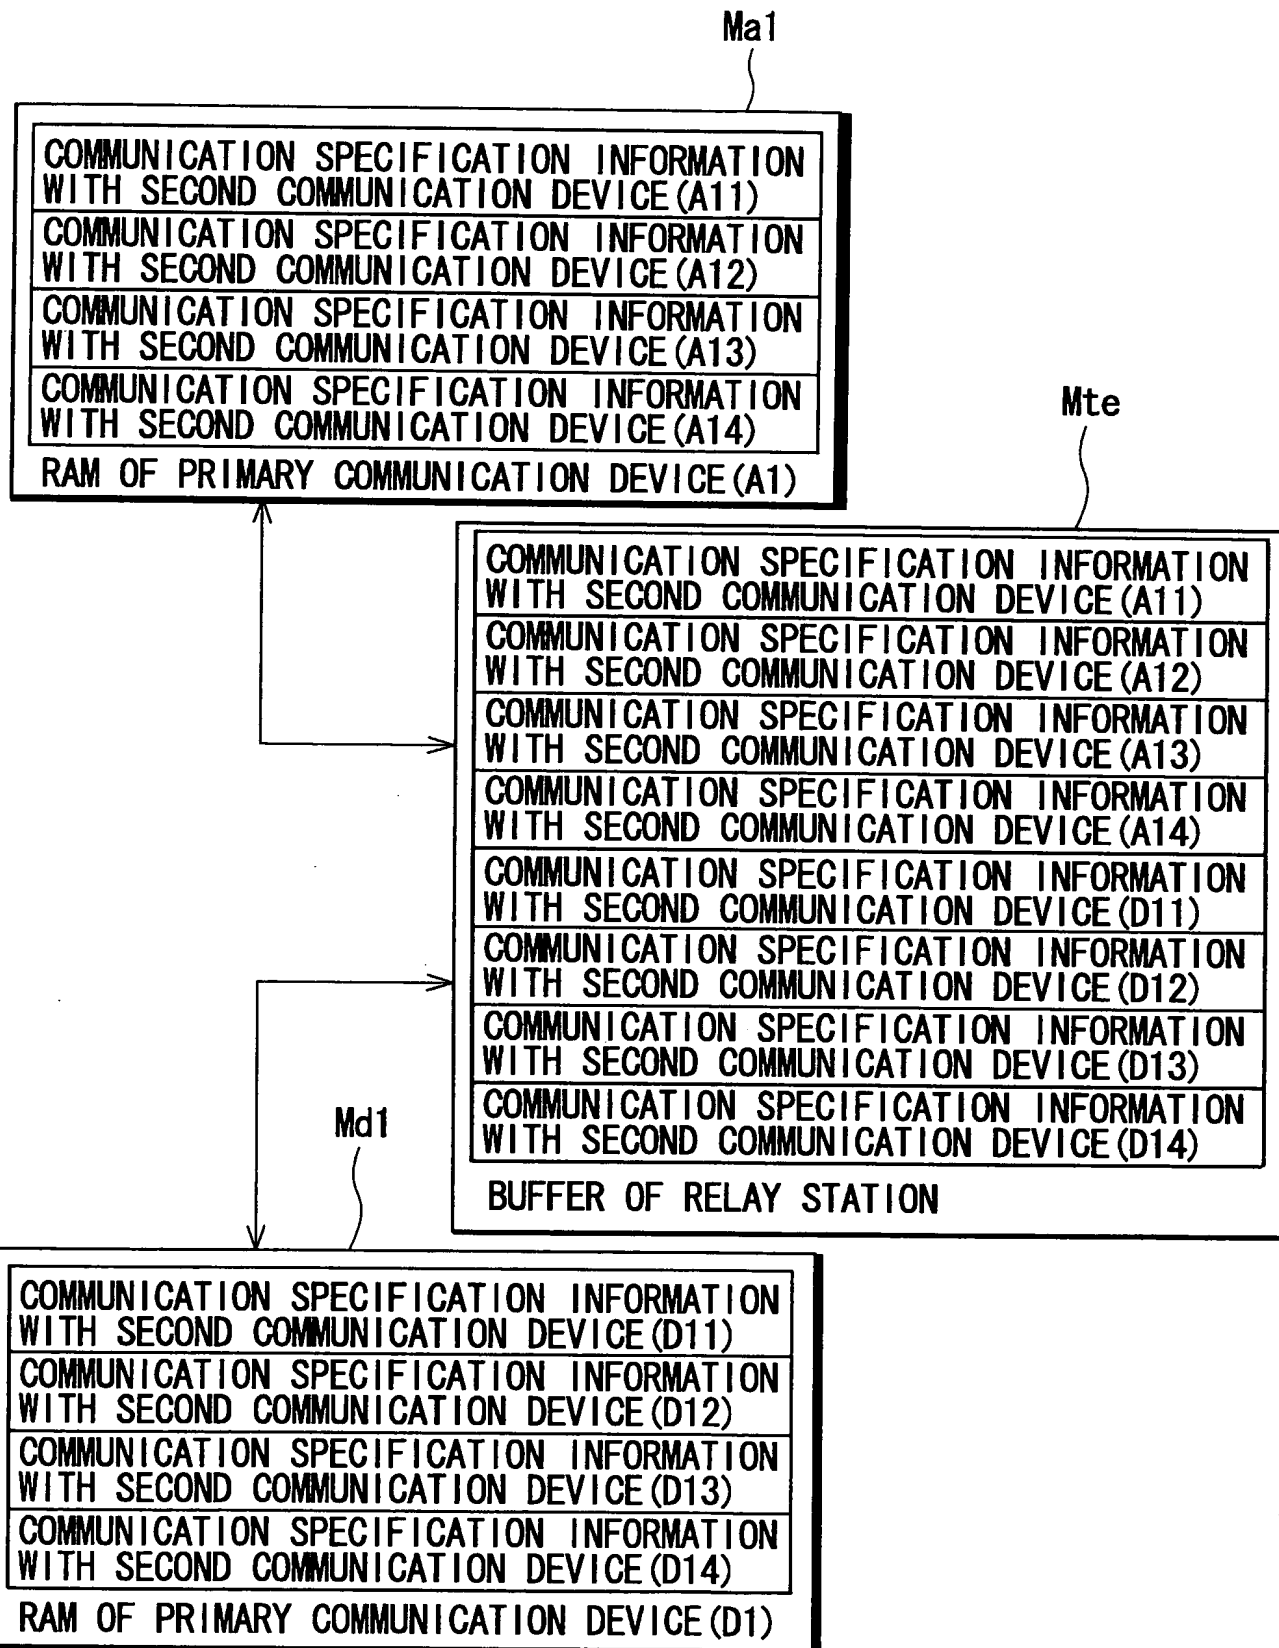 Ma1
COMMUNICATION SPECIFICATION INFORMATION
WITH SECOND COMMUNICATION DEVICE(A11)
COMMUNICATION SPECIFICATION INFORMATION
WITH SECOND COMMUNICATION DEVICE(A12)
COMMUNICATION SPECIFICATION INFORMATION
WITH SECOND COMMUNICATION DEVICE(A13)
COMMUNICATION SPECIFICATION INFORMATION
WITH SECOND COMMUNICATION DEVICE(A14)
RAM OF PRIMARY COMMUNICATION DEVICE(A1)
Mte
COMMUNICATION SPECIFICATION INFORMATION
WITH SECOND COMMUNICATION DEVICE(A11)
COMMUNICATION SPECIFICATION INFORMATION
WITH SECOND COMMUNICATION DEVICE(A12)
COMMUNICATION SPECIFICATION INFORMATION
WITH SECOND COMMUNICATION DEVICE(A13)
COMMUNICATION SPECIFICATION INFORMATION
WITH SECOND COMMUNICATION DEVICE(A14)
COMMUNICATION SPECIFICATION INFORMATION
WITH SECOND COMMUNICATION DEVICE(D11)
COMMUNICATION SPECIFICATION INFORMATION
WITH SECOND COMMUNICATION DEVICE(D12)
COMMUNICATION SPECIFICATION INFORMATION
WITH SECOND COMMUNICATION DEVICE(D13)
COMMUNICATION SPECIFICATION INFORMATION
WITH SECOND COMMUNICATION DEVICE(D14)
BUFFER OF RELAY STATION
Md1
COMMUNICATION SPECIFICATION INFORMATION
WITH SECOND COMMUNICATION DEVICE(D11)
COMMUNICATION SPECIFICATION INFORMATION
WITH SECOND COMMUNICATION DEVICE(D12)
COMMUNICATION SPECIFICATION INFORMATION
WITH SECOND COMMUNICATION DEVICE(D13)
COMMUNICATION SPECIFICATION INFORMATION
WITH SECOND COMMUNICATION DEVICE(D14)
RAM OF PRIMARY COMMUNICATION DEVICE(D1)